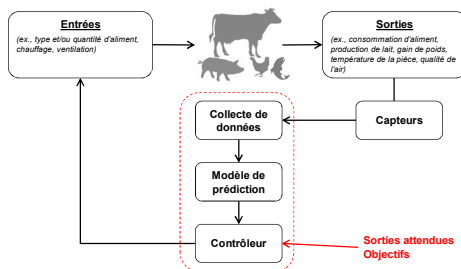 Entrées
(ex., type et/ou quantité d'aliment,
chauffage, ventilation)
Sorties
(ex., consommation d'aliment,
production de lait, gain de poids,
température de la pièce, qualité de
l'air)
Collecte de
données
Capteurs
Modèle de
prédiction
Contrôleur
Sorties attendues
Objectifs